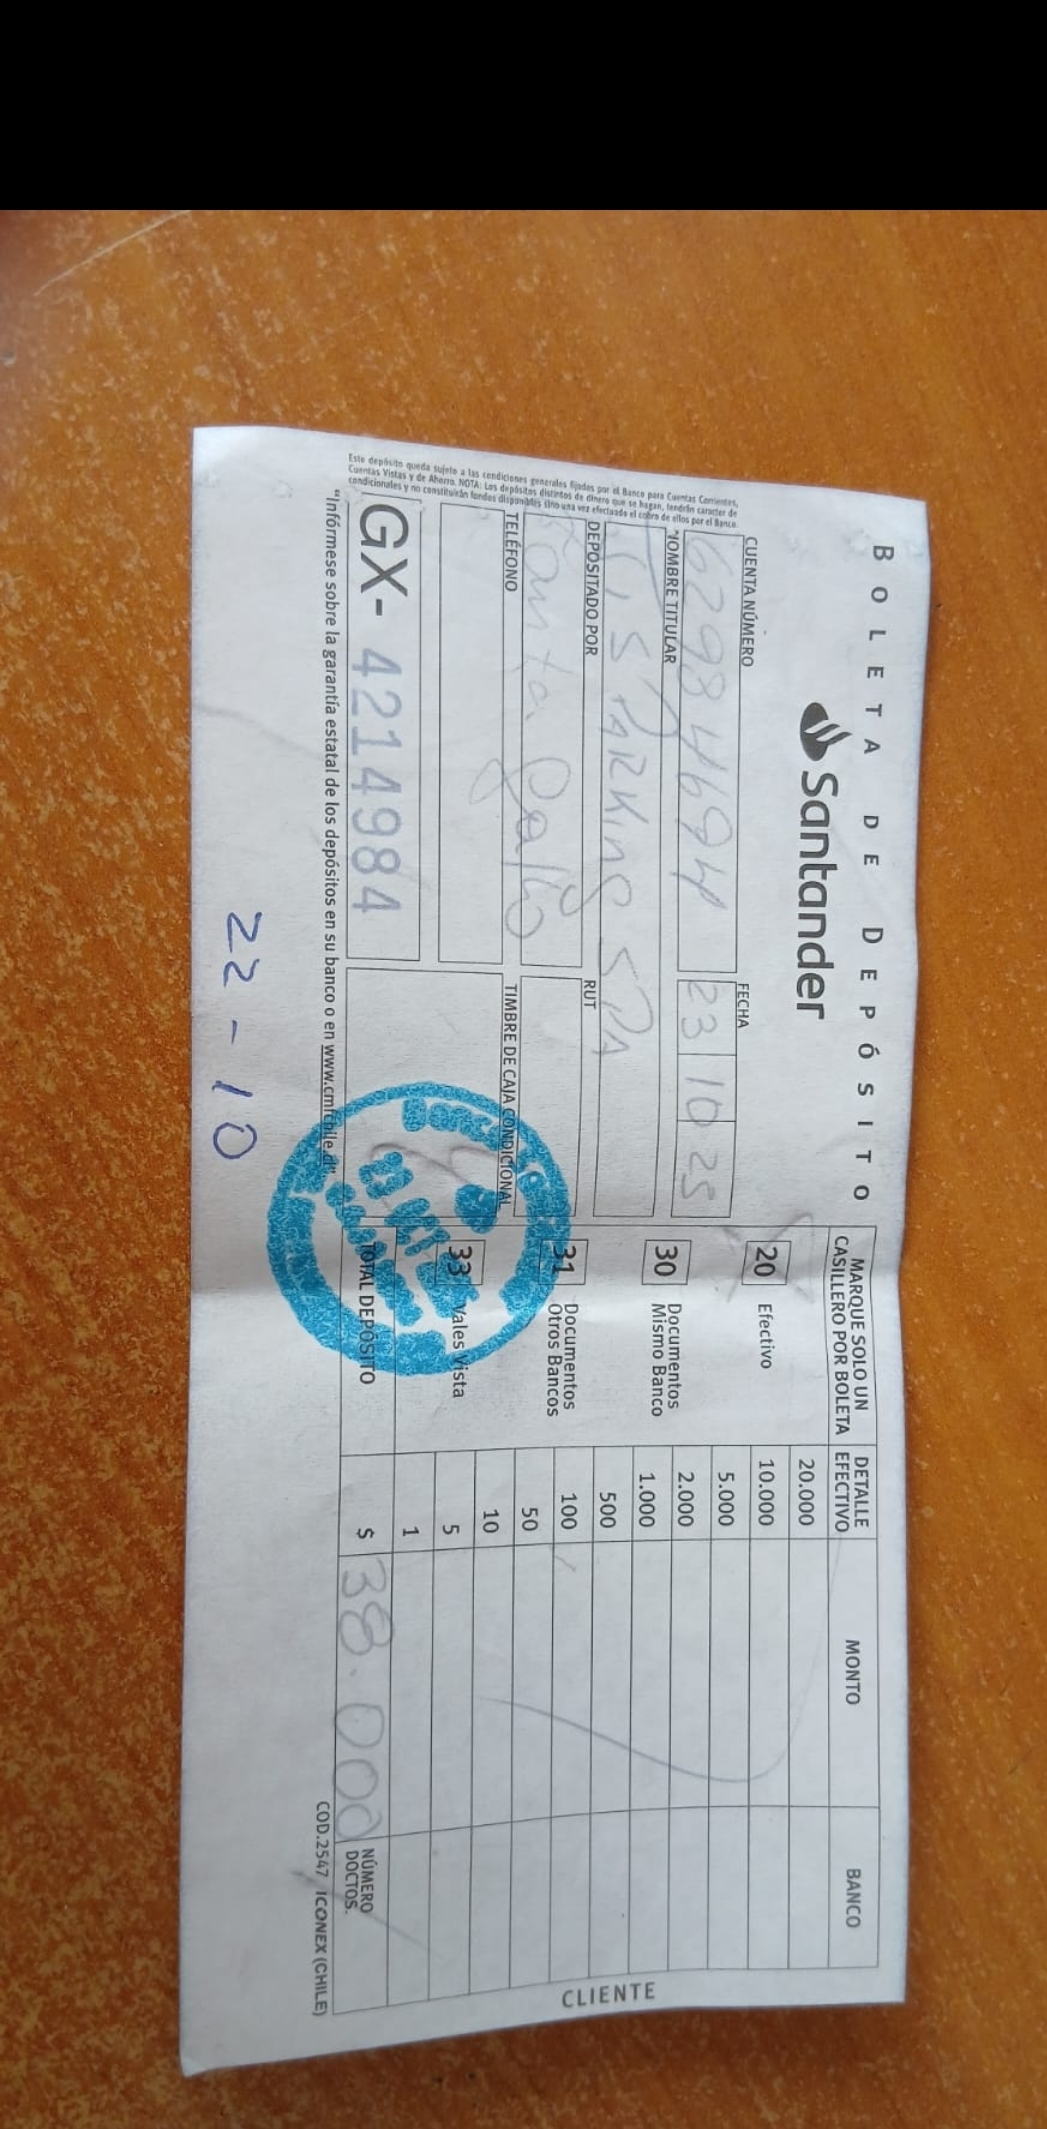 BOLETA DE DEPÓSITO
Santander
CUENTA NÚMERO
FECHA
23 10 25
NOMBRE TITULAR
PARKING SPA
DEPOSITADO POR
RUT
TELÉFONO
TIMBRE DE CAJA CONDICIONAL
GX- 4214984
Este depósito queda sujeto a las condiciones generales fijadas por el Banco para Cuentas Corrientes,
Cuentas Vistas y de Ahorro. NOTA: Los depósitos distintos de dinero que se hagan, tendrán caracter de
condicionales y no constituirán fondos disponibles sino una vez efectuado el cobro de ellos por el Banco.
"Infórmese sobre la garantía estatal de los depósitos en su banco o en www.cmfchile.cl"
MARQUE SOLO UN
CASILLERO POR BOLETA
20 Efectivo
30 Documentos
Mismo Banco
31 Documentos
Otros Bancos
33 Vales Vista
TOTAL DEPÓSITO
DETALLE
EFECTIVO
MONTO
BANCO
20.000
10.000
5.000
2.000
1.000
500
100
50
10
5
1
$ 38.000
NÚMERO
DOCTOS.
CLIENTE
COD.2547 ICONEX (CHILE)
22-10